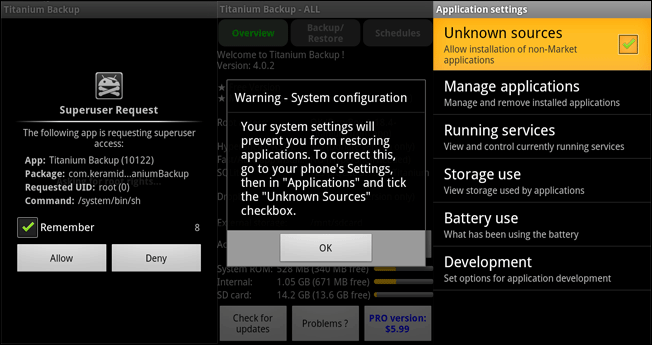 Titanium Backup
Superuser Request
The following app is requesting superuser
access:
App: Titanium Backup (10122)
Package: com.keramid...aniumBackup
Requested UID: root (0)
Command: /system/bin/sh
Remember
8
Allow
Deny
Titanium Backup - ALL
Overview
Backup/
Restore
Schedules
Welcome to Titanium Backup !
Version: 4.0.2
Warning - System configuration
Your system settings will
prevent you from restoring
applications. To correct this,
go to your phone's Settings,
then in "Applications" and tick
the "Unknown Sources"
checkbox.
OK
System ROM: 528 MB (340 MB free)
Internal: 1.05 GB (671 MB free)
SD card: 14.2 GB (13.6 GB free)
Check for
updates
Problems ?
PRO version:
$5.99
Application settings
Unknown sources
Allow installation of non-Market
applications
Manage applications
Manage and remove installed applications
Running services
View and control currently running services
Storage use
View storage used by applications
Battery use
What has been using the battery
Development
Set options for application development